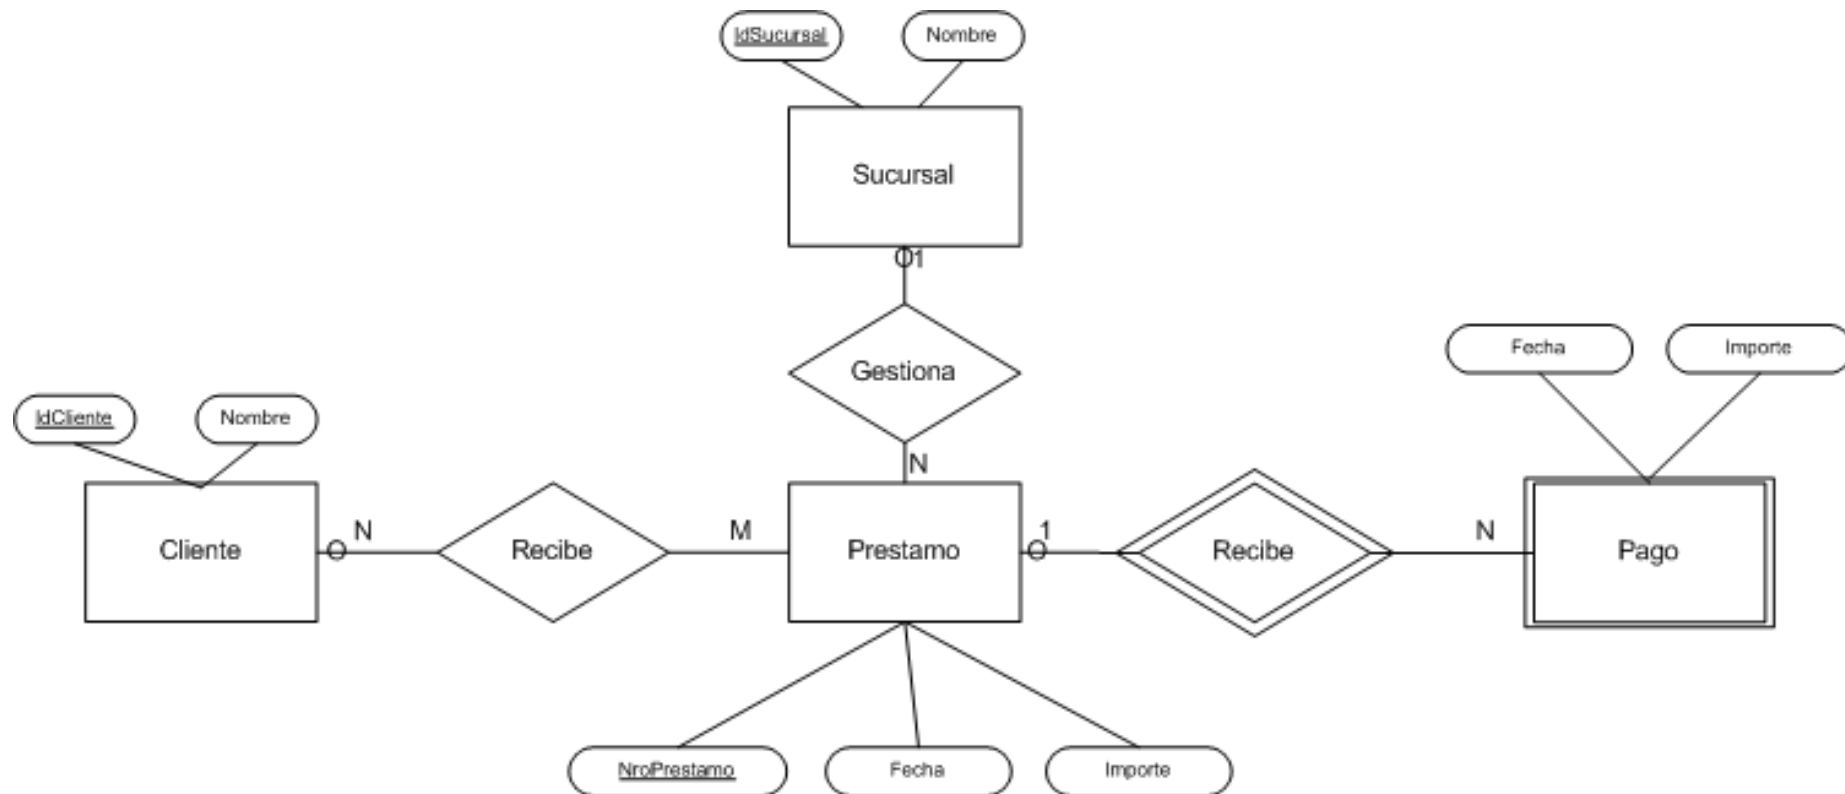 IdSucursal
Nombre
Sucursal
O1
Gestiona
N
Fecha
Importe
IdCliente
Nombre
Cliente
O
N
Recibe
M
Prestamo
O
1
Recibe
N
Pago
NroPrestamo
Fecha
Importe